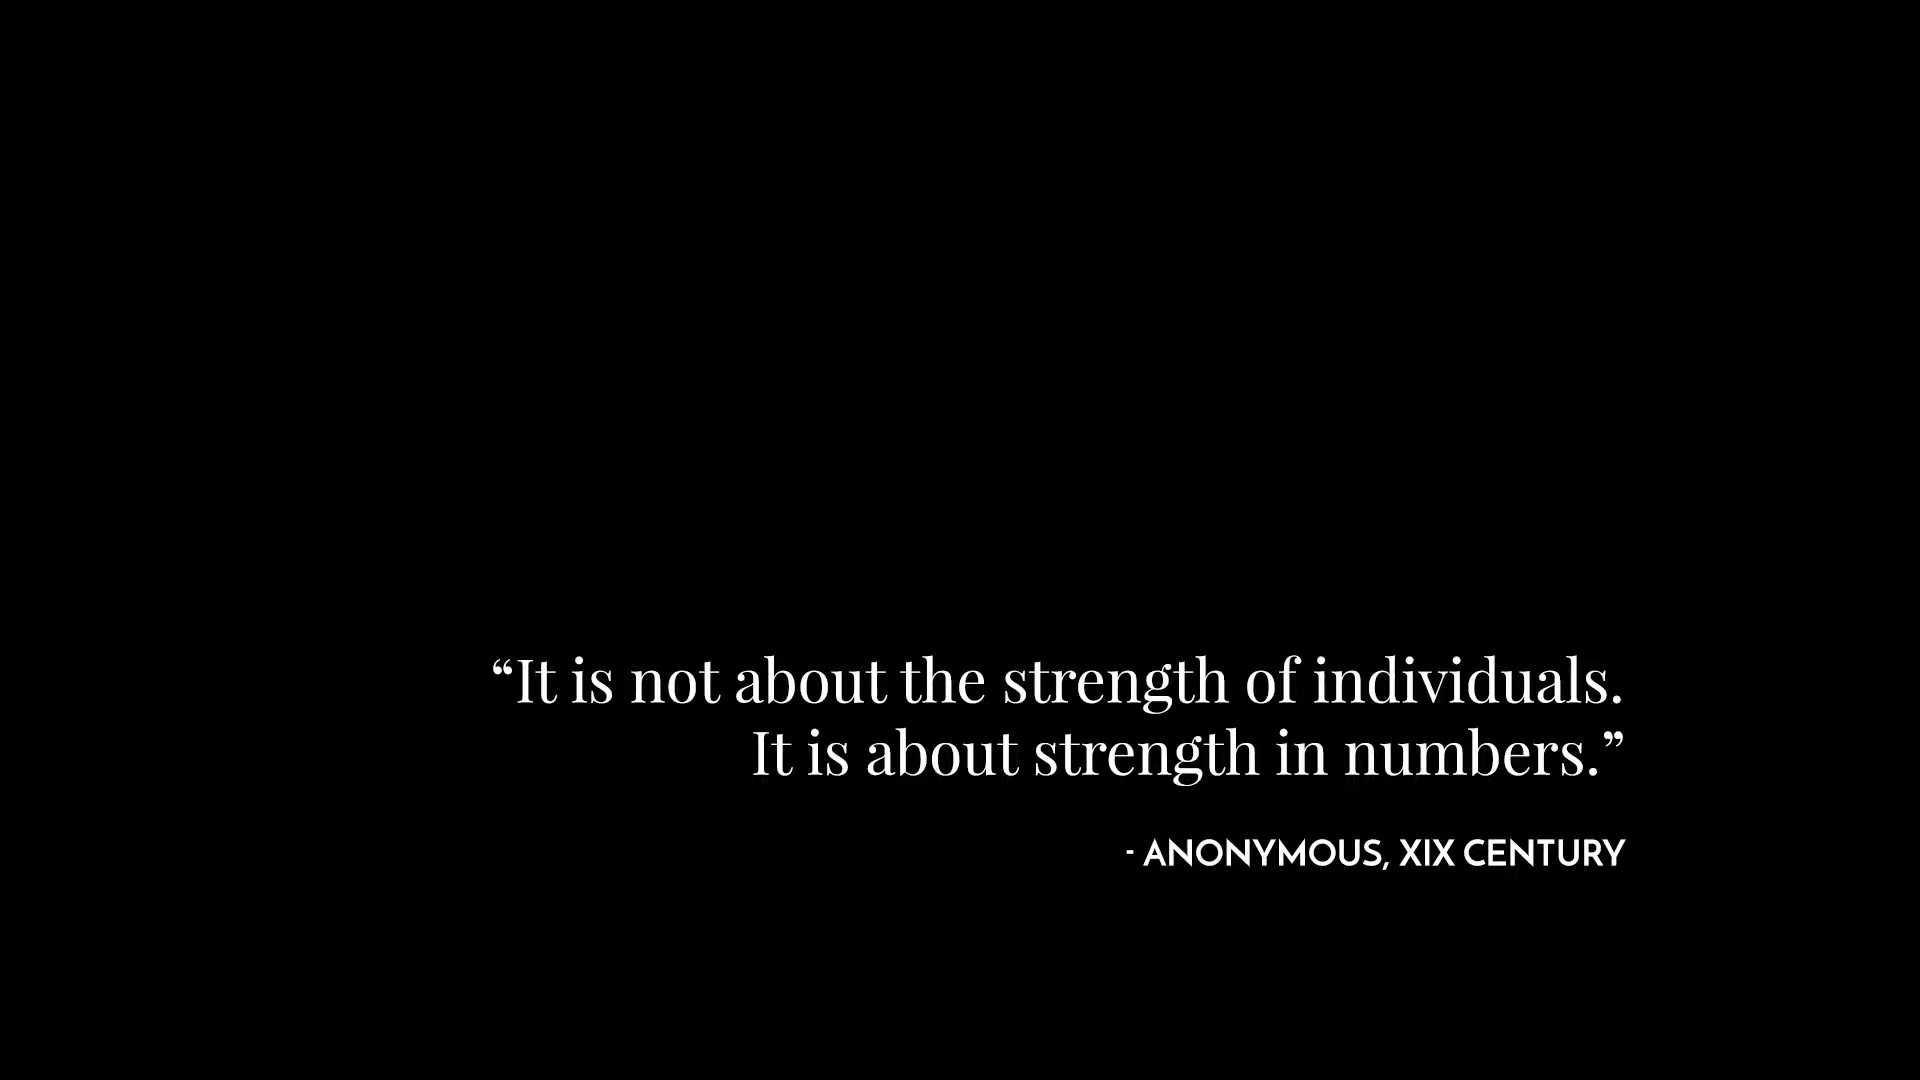 “It is not about the strength of individuals.
It is about strength in numbers.”
- ANONYMOUS, XIX CENTURY